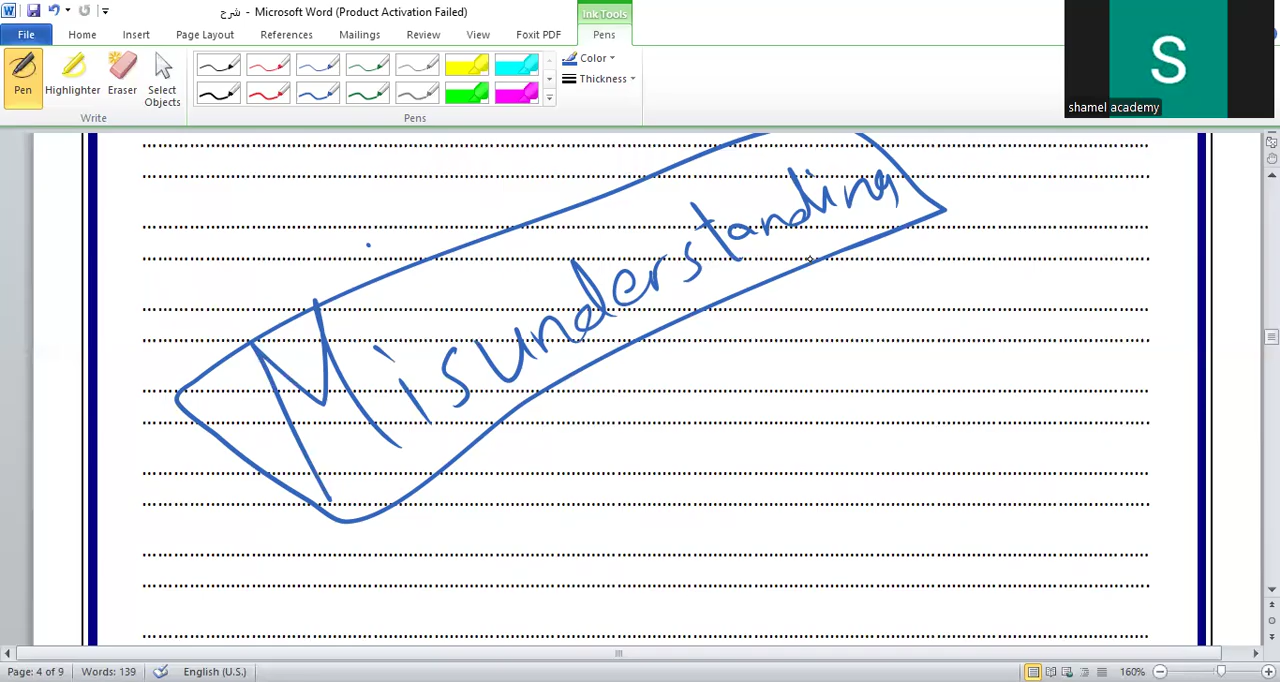 شرح - Microsoft Word (Product Activation Failed)
Ink Tools
File Home Insert Page Layout References Mailings Review View Foxit PDF Pens
Pen Highlighter Eraser Select Objects
Color
Thickness
Write Pens
S
shamel academy
Misunderstanding
Page: 4 of 9 Words: 139 English (U.S.) 160%